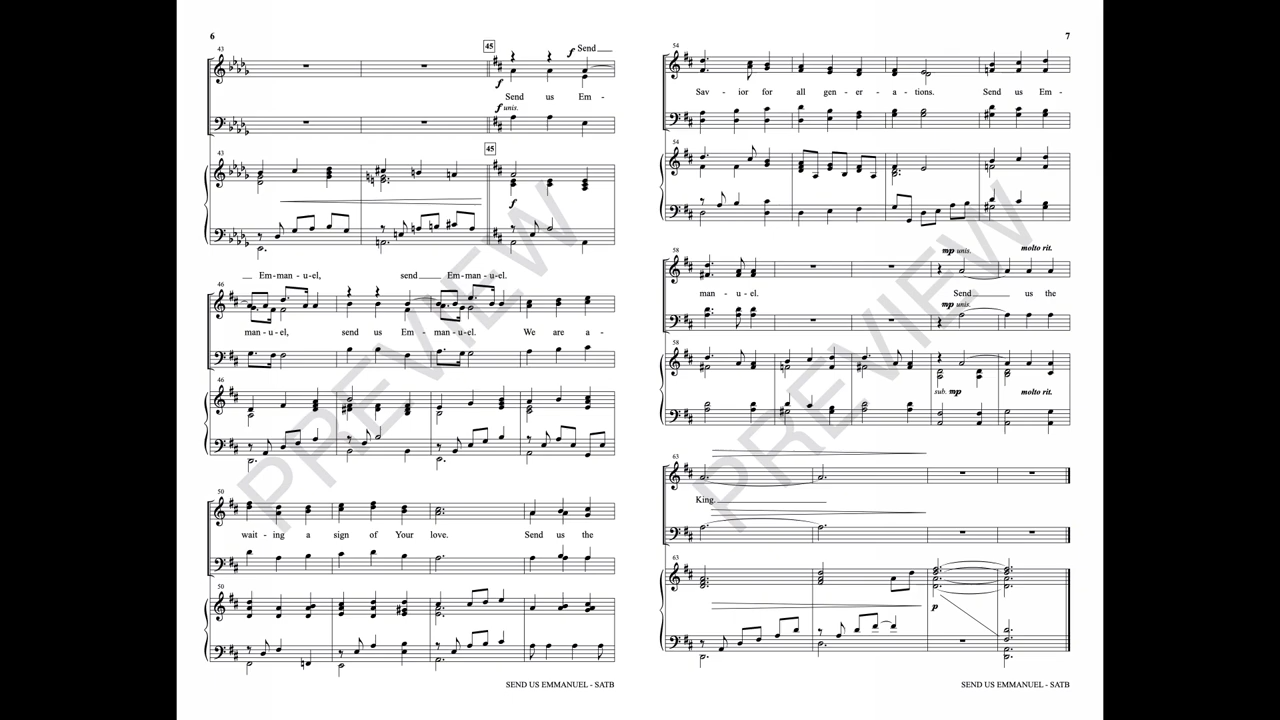 6
43
45
f Send
Send us Em -
f
f unis.
43
45
f
Em - man - u - el, send Em - man - u - el.
46
man - u - el, send us Em - man - u - el. We are a -
46
50
wait - ing a sign of Your love. Send us the
50
SEND US EMMANUEL - SATB
PREVIEW
7
54
Sav - ior for all gen - er - a - tions. Send us Em -
54
mp unis. molto rit.
58
man - u - el. Send us the
mp unis.
58
sub. mp molto rit.
63
King.
63
p
SEND US EMMANUEL - SATB
PREVIEW